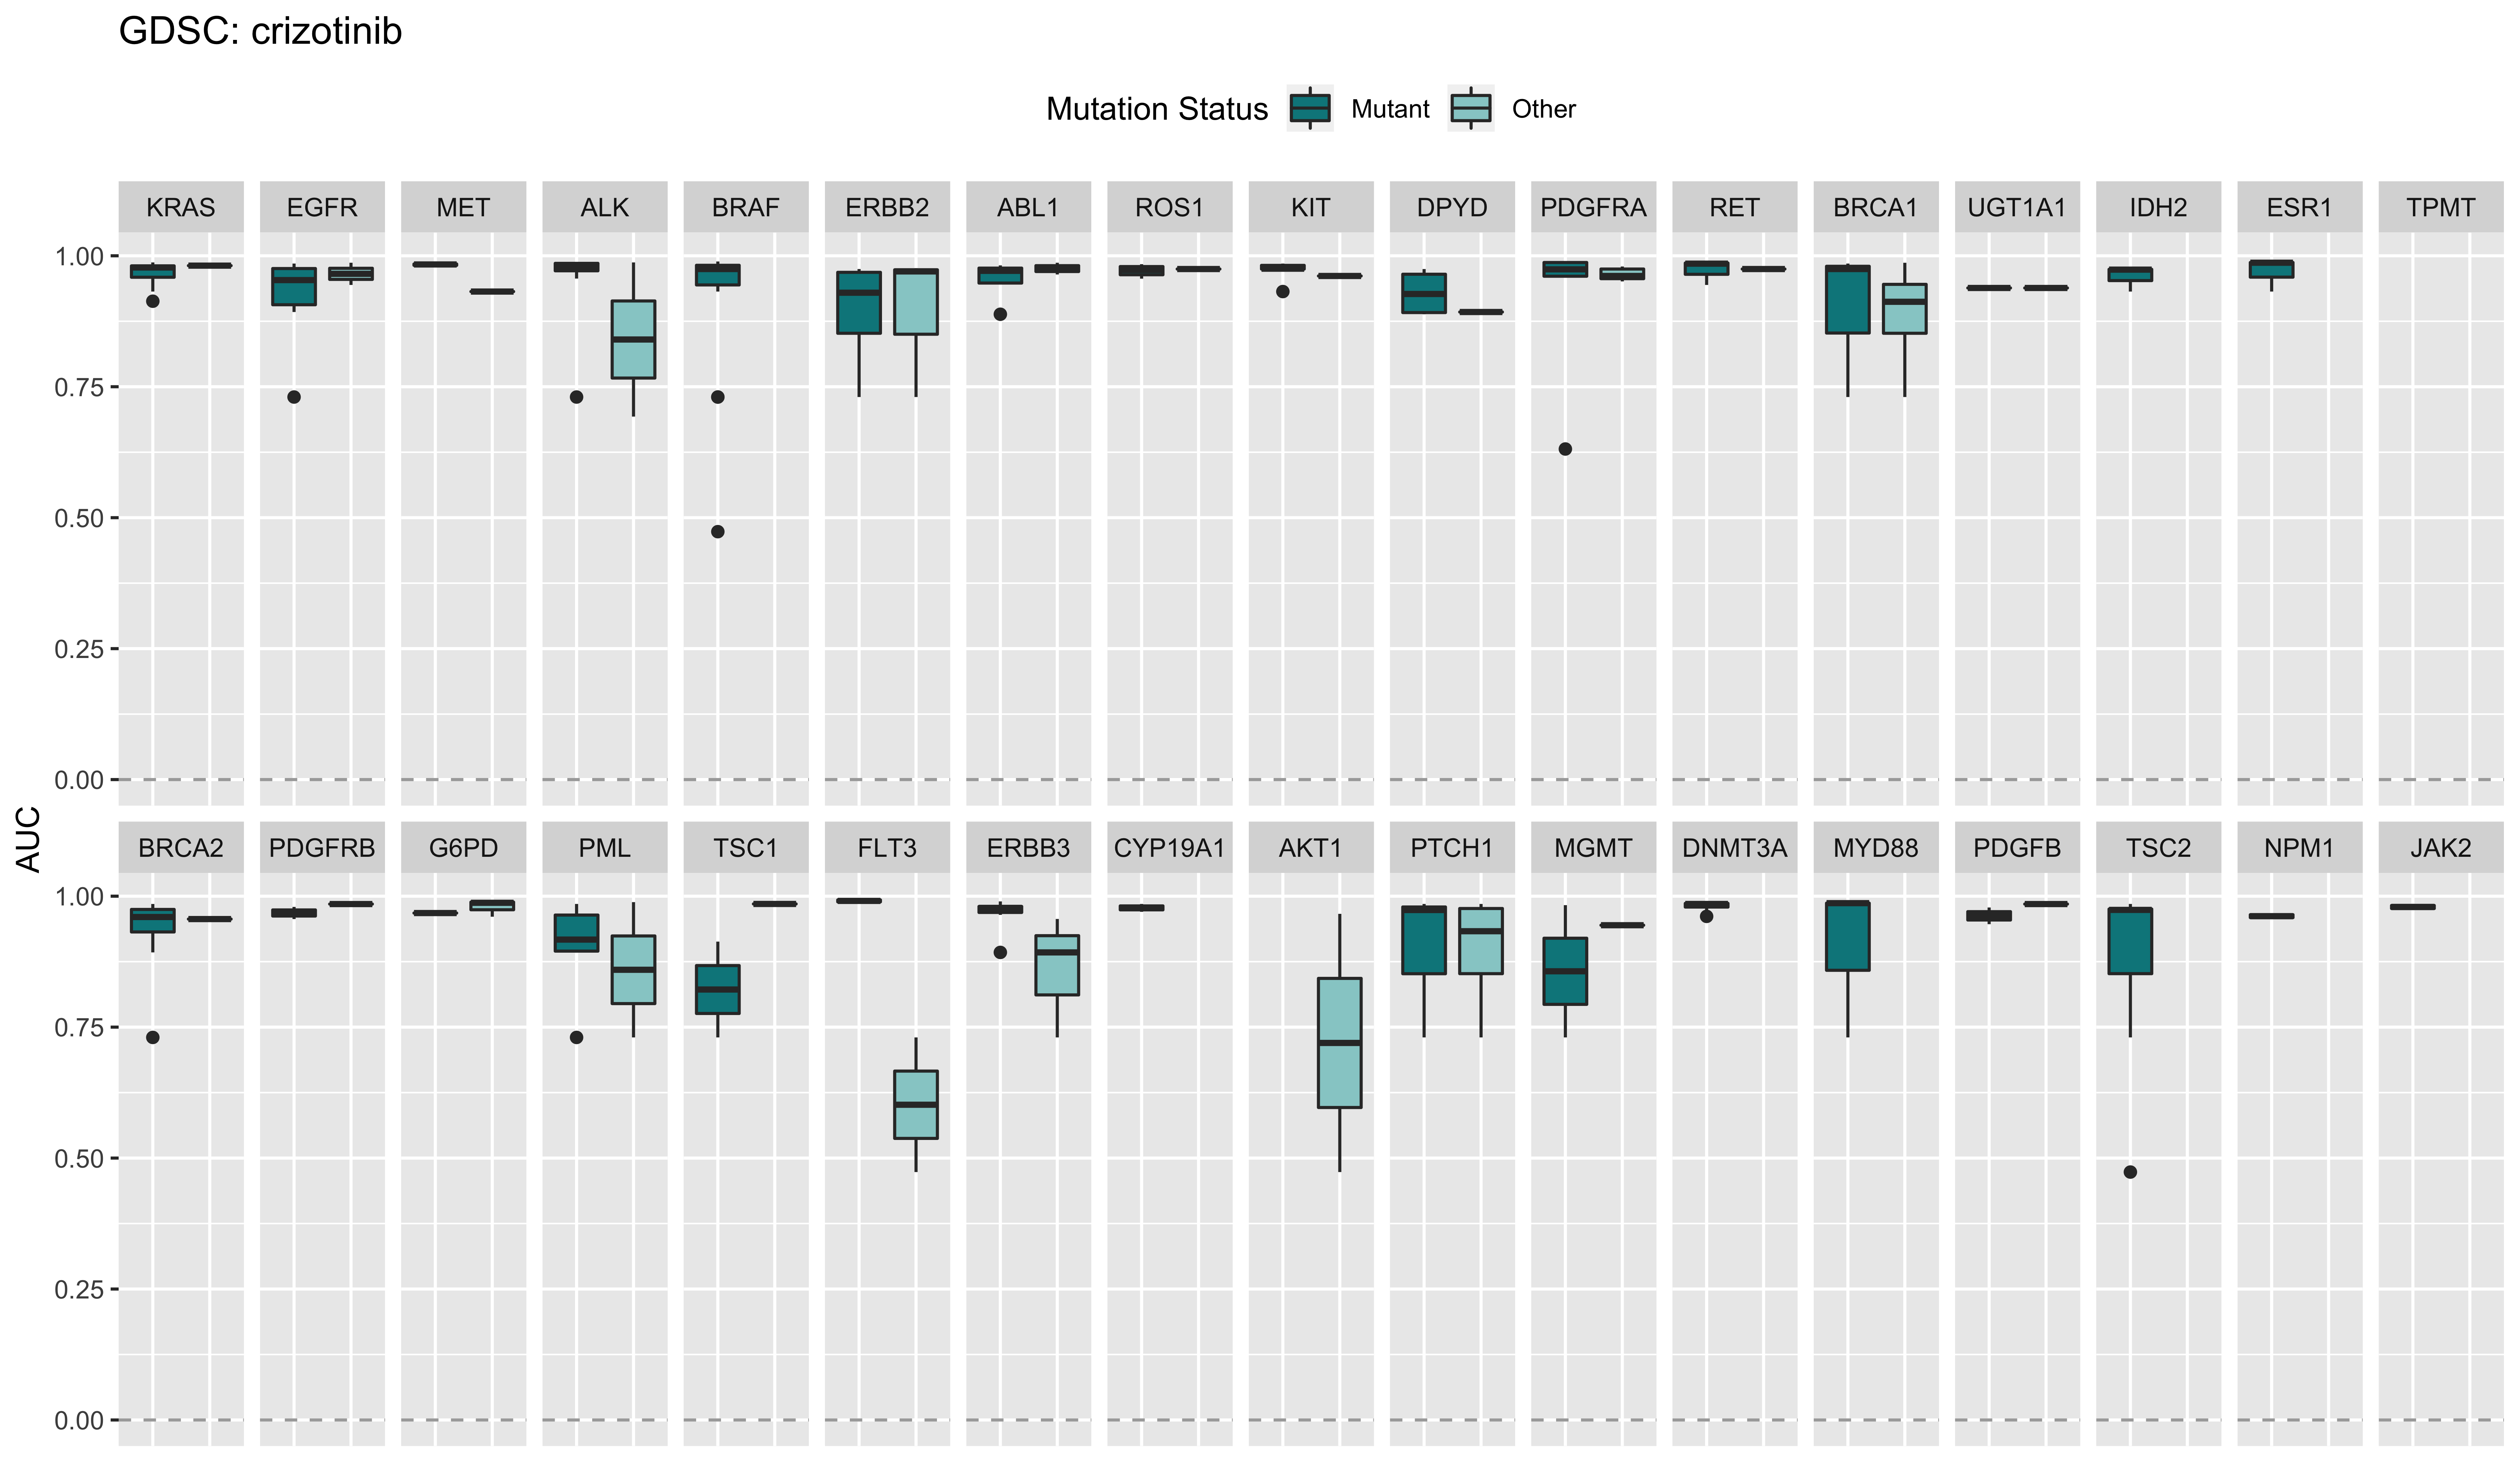 GDSC: crizotinib
Mutation Status Mutant Other
KRAS EGFR MET ALK BRAF ERBB2 ABL1 ROS1 KIT DPYD PDGFRA RET BRCA1 UGT1A1 IDH2 ESR1 TPMT
1.00
0.75
0.50
0.25
0.00
AUC
BRCA2 PDGFRB G6PD PML TSC1 FLT3 ERBB3 CYP19A1 AKT1 PTCH1 MGMT DNMT3A MYD88 PDGFB TSC2 NPM1 JAK2
1.00
0.75
0.50
0.25
0.00